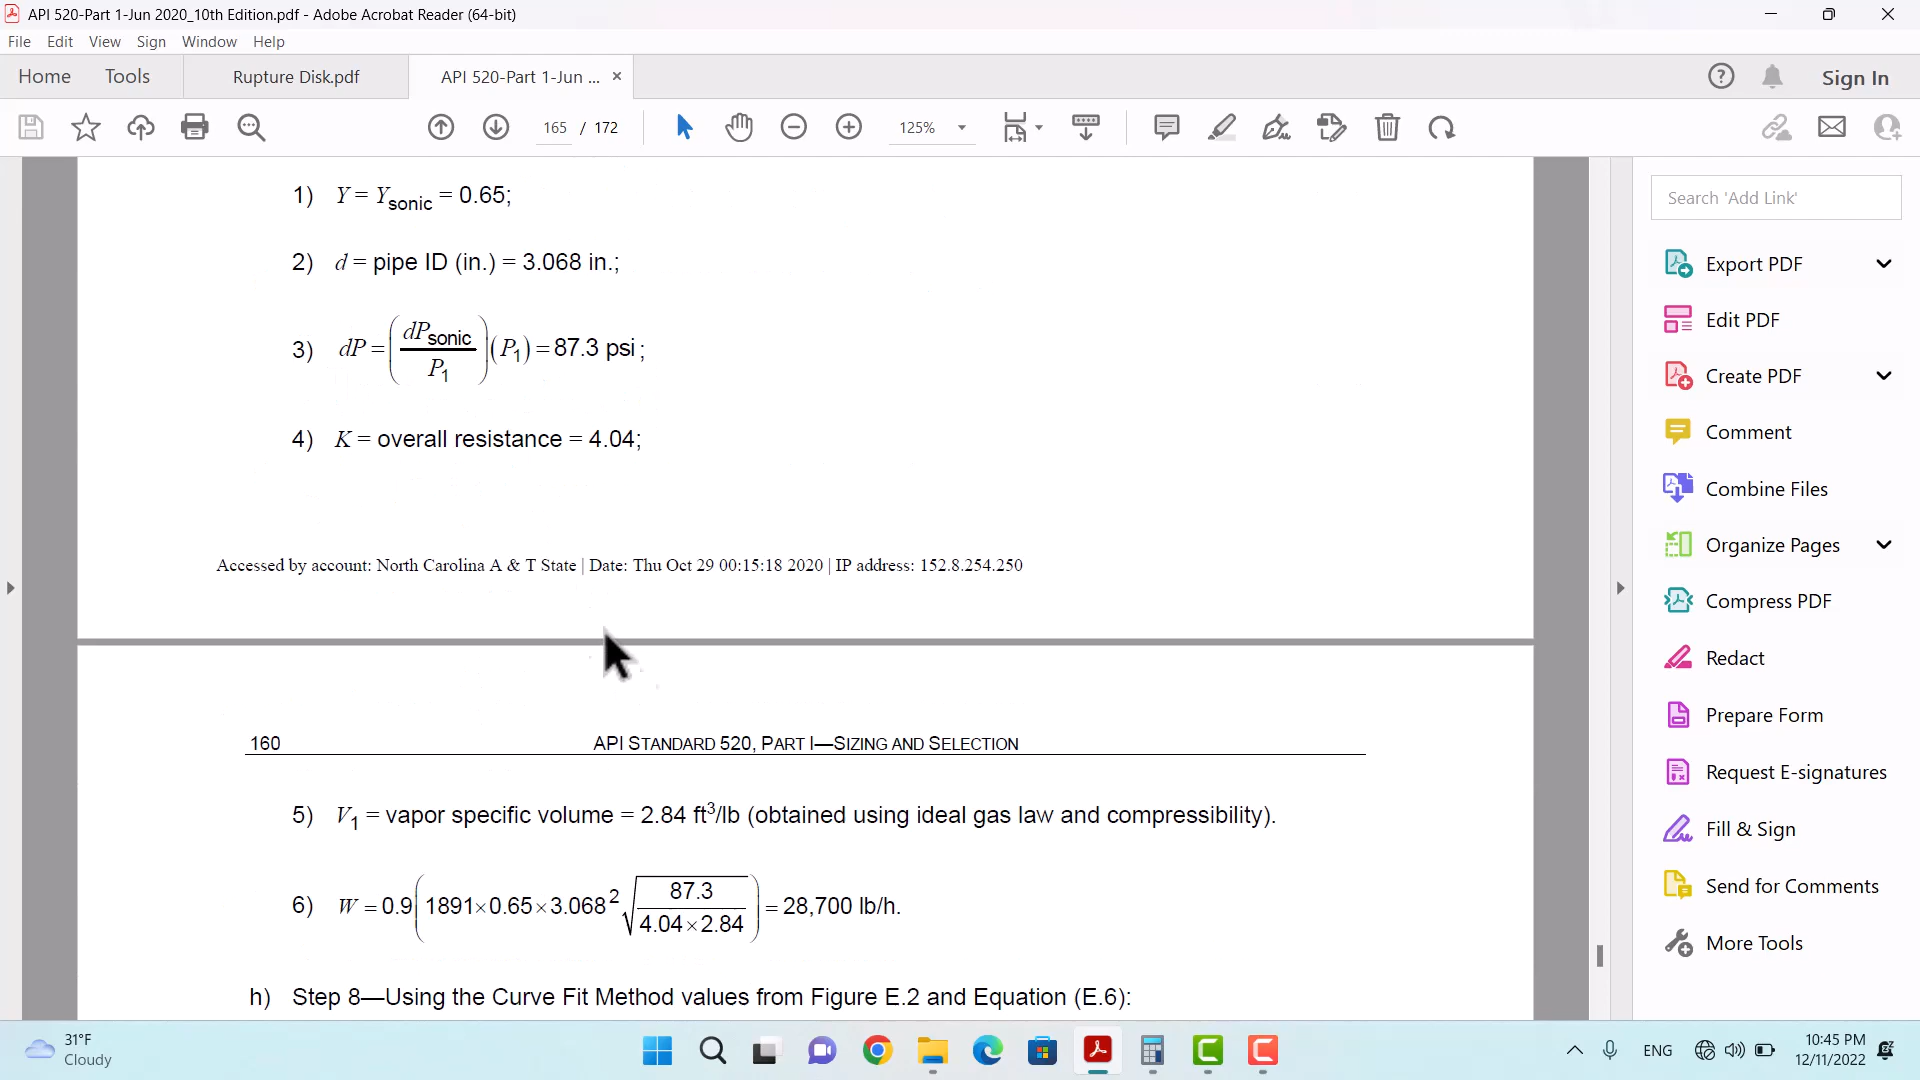 API 520-Part 1-Jun 2020_10th Edition.pdf - Adobe Acrobat Reader (64-bit)
File Edit View Sign Window Help
Home Tools Rupture Disk.pdf API 520-Part 1-Jun ... × Sign In
165 / 172 125%
1) Y = Ysonic = 0.65;
2) d = pipe ID (in.) = 3.068 in.;
3) dP = (dPsonic / P1)(P1) = 87.3 psi;
4) K = overall resistance = 4.04;
Accessed by account: North Carolina A & T State | Date: Thu Oct 29 00:15:18 2020 | IP address: 152.8.254.250
160 API STANDARD 520, PART I—SIZING AND SELECTION
5) V1 = vapor specific volume = 2.84 ft3/lb (obtained using ideal gas law and compressibility).
6) W = 0.9(1891×0.65×3.068² √(87.3 / 4.04×2.84)) = 28,700 lb/h.
h) Step 8—Using the Curve Fit Method values from Figure E.2 and Equation (E.6):
Search 'Add Link'
Export PDF
Edit PDF
Create PDF
Comment
Combine Files
Organize Pages
Compress PDF
Redact
Prepare Form
Request E-signatures
Fill & Sign
Send for Comments
More Tools
31°F
Cloudy
ENG
10:45 PM
12/11/2022